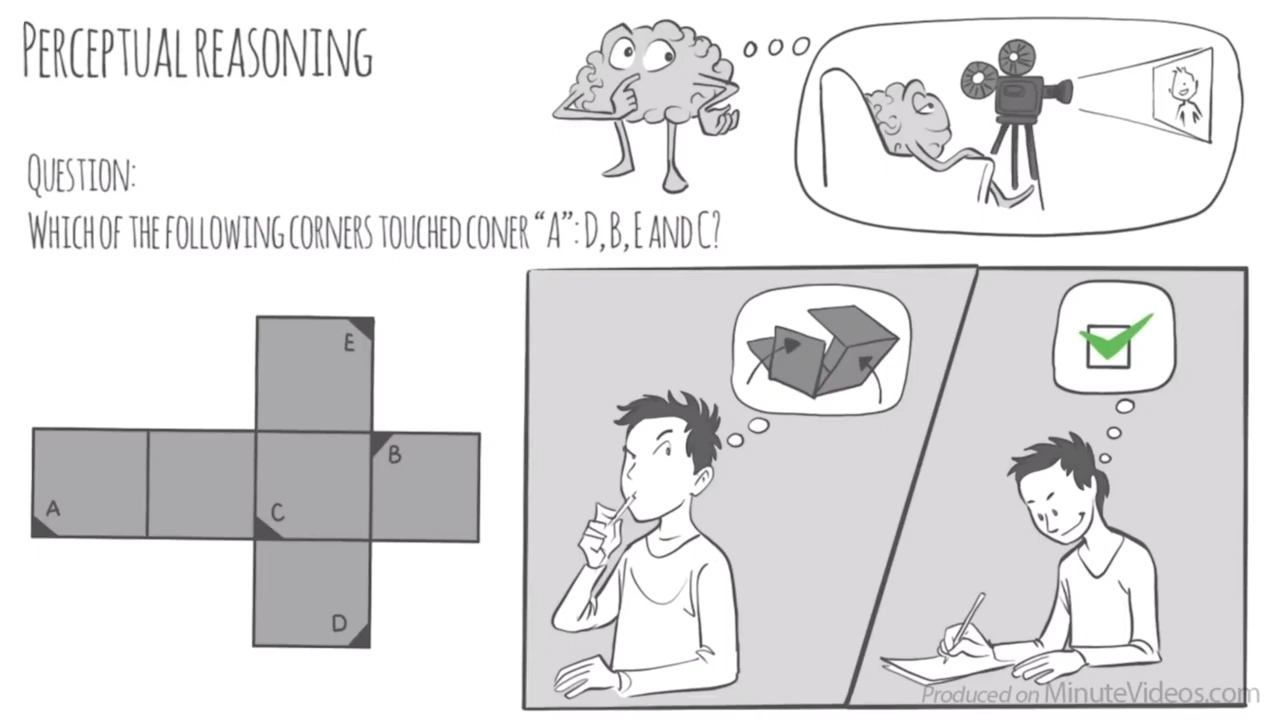 PERCEPTUAL REASONING
QUESTION:
WHICH OF THE FOLLOWING CORNERS TOUCHED CONER “A”: D, B, E AND C?
E
B
A
C
D
Produced on MinuteVideos.com